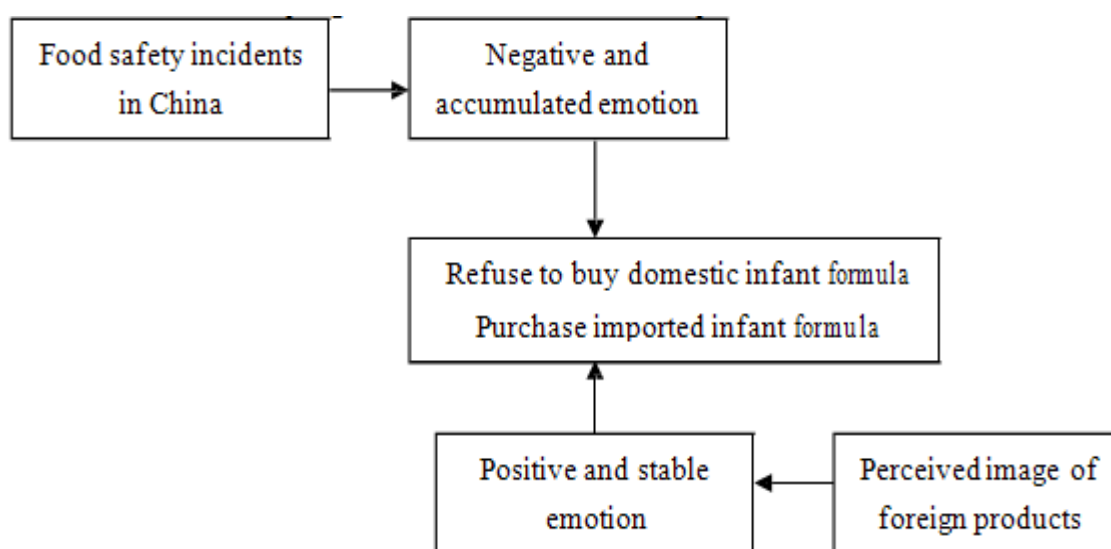 Food safety incidents
in China
Negative and
accumulated emotion
Refuse to buy domestic infant formula
Purchase imported infant formula
Positive and stable
emotion
Perceived image of
foreign products